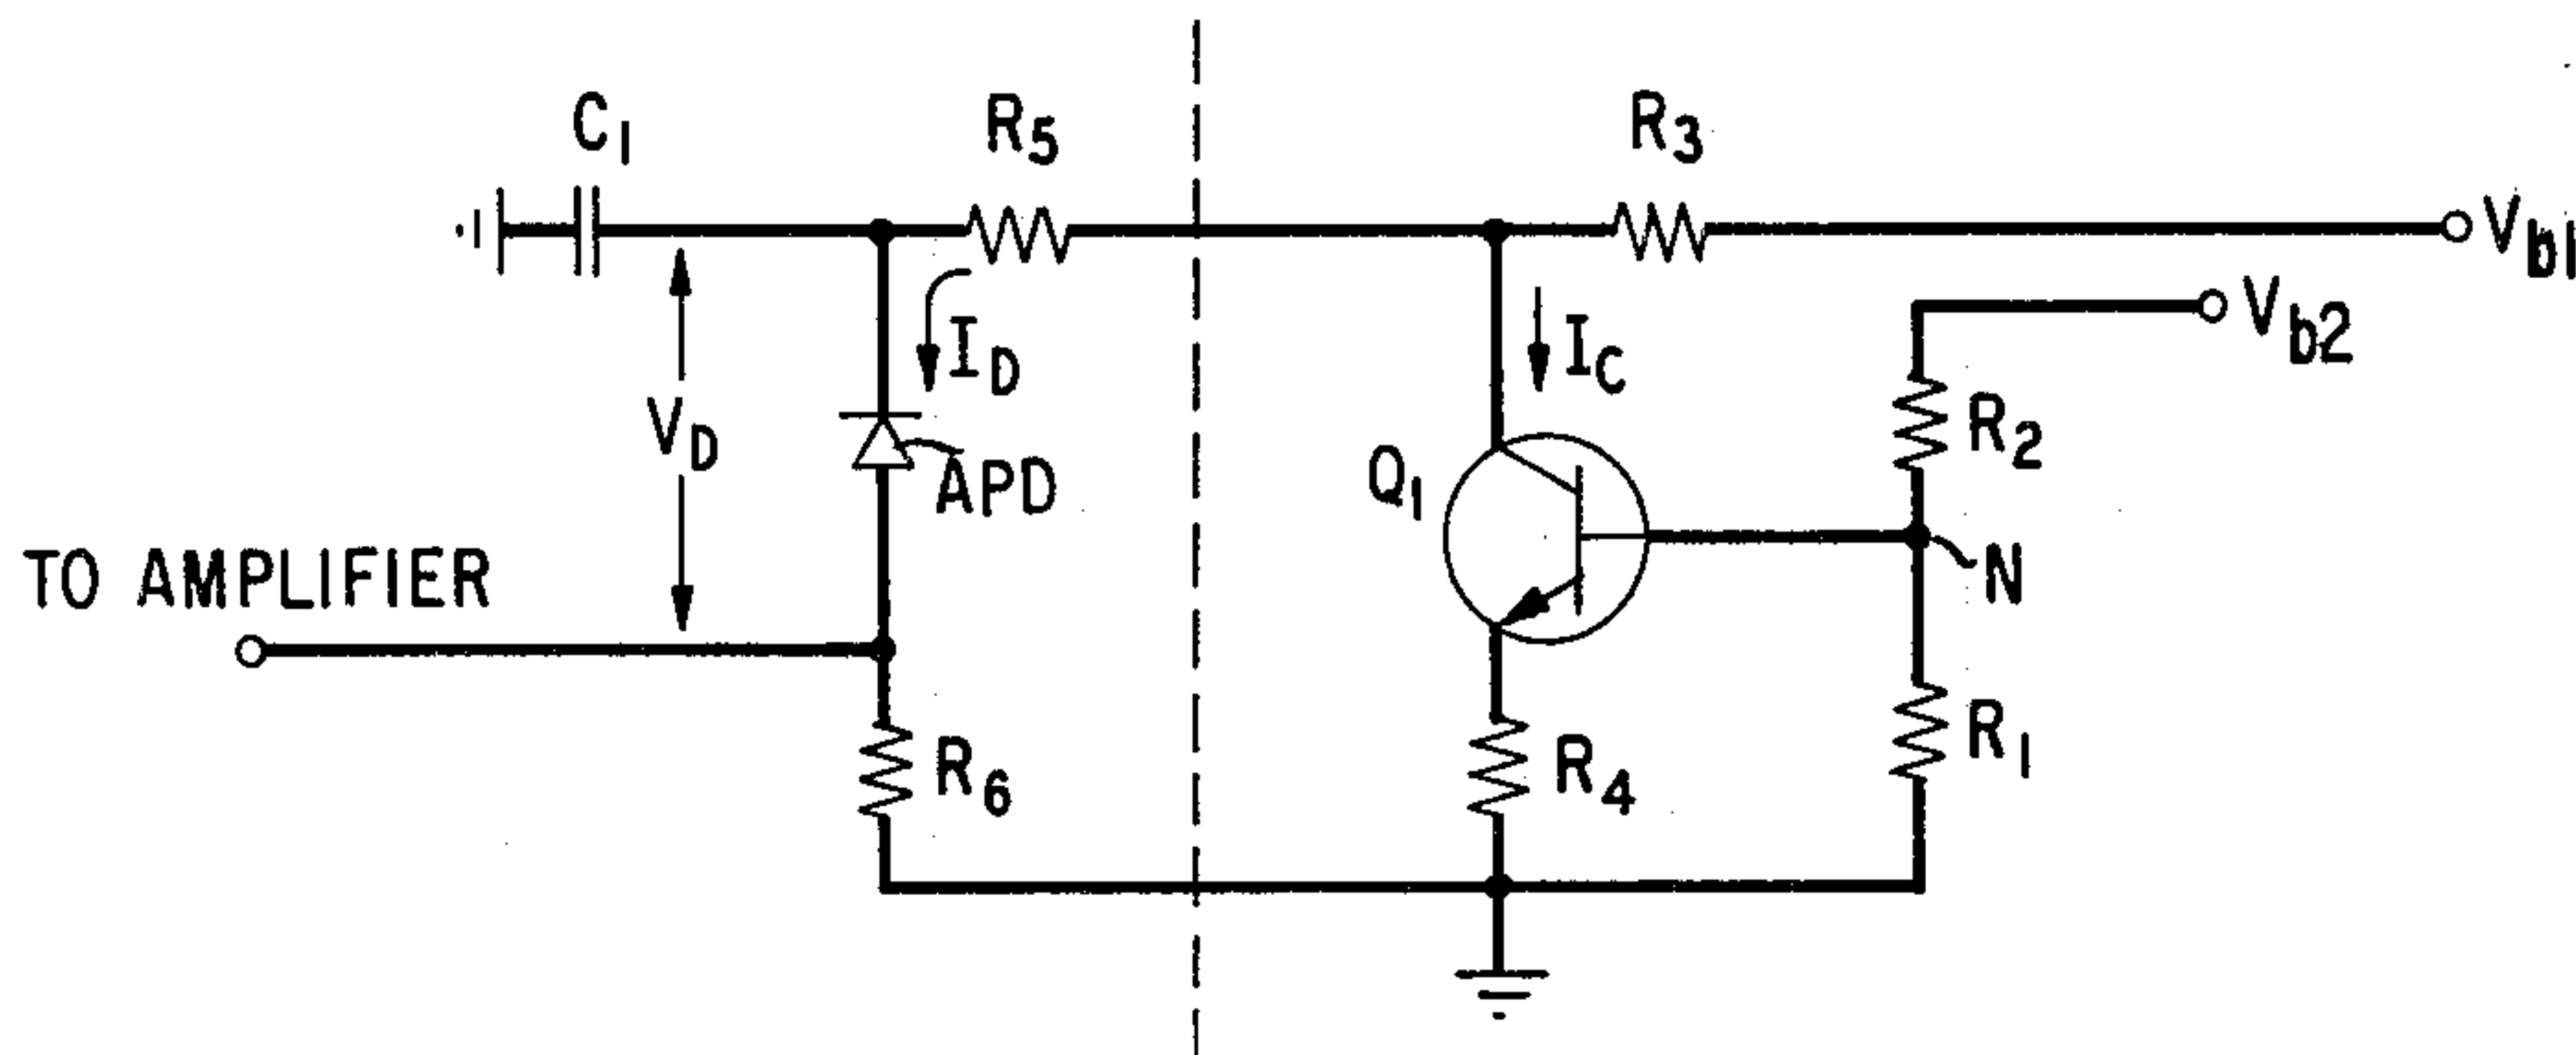 C1
R5
R3
Vb1
Vb2
ID
IC
VD
APD
Q1
R2
N
TO AMPLIFIER
R6
R4
R1